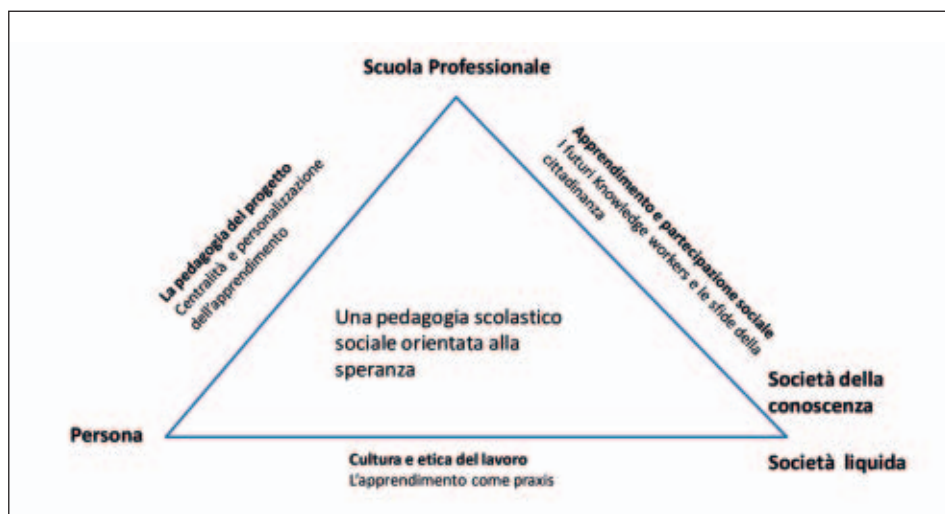 Scuola Professionale
La pedagogia del progetto
Centralità e personalizzazione
dell'apprendimento
Apprendimento e partecipazione sociale
I futuri Knowledge workers e le sfide della
cittadinanza
Una pedagogia scolastico
sociale orientata alla
speranza
Persona
Società della
conoscenza
Società liquida
Cultura e etica del lavoro
L'apprendimento come praxis